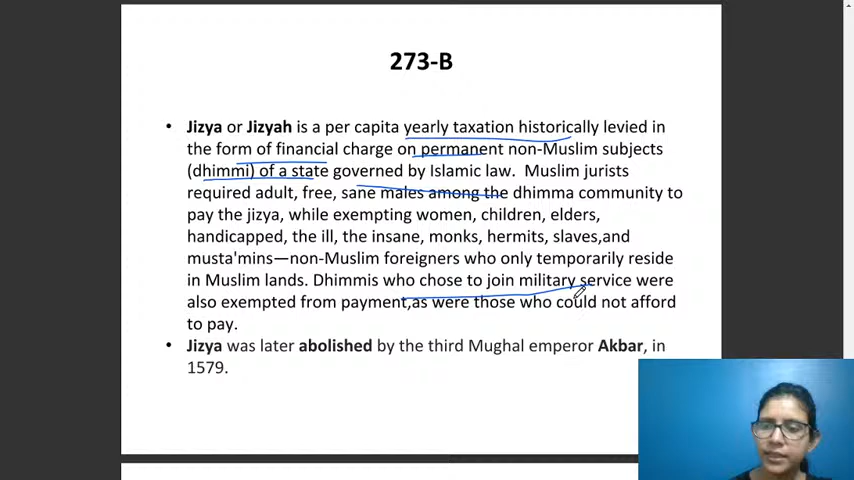 273-B
• Jizya or Jizyah is a per capita yearly taxation historically levied in
the form of financial charge on permanent non-Muslim subjects
(dhimmi) of a state governed by Islamic law. Muslim jurists
required adult, free, sane males among the dhimma community to
pay the jizya, while exempting women, children, elders,
handicapped, the ill, the insane, monks, hermits, slaves,and
musta'mins—non-Muslim foreigners who only temporarily reside
in Muslim lands. Dhimmis who chose to join military service were
also exempted from payment,as were those who could not afford
to pay.
• Jizya was later abolished by the third Mughal emperor Akbar, in
1579.